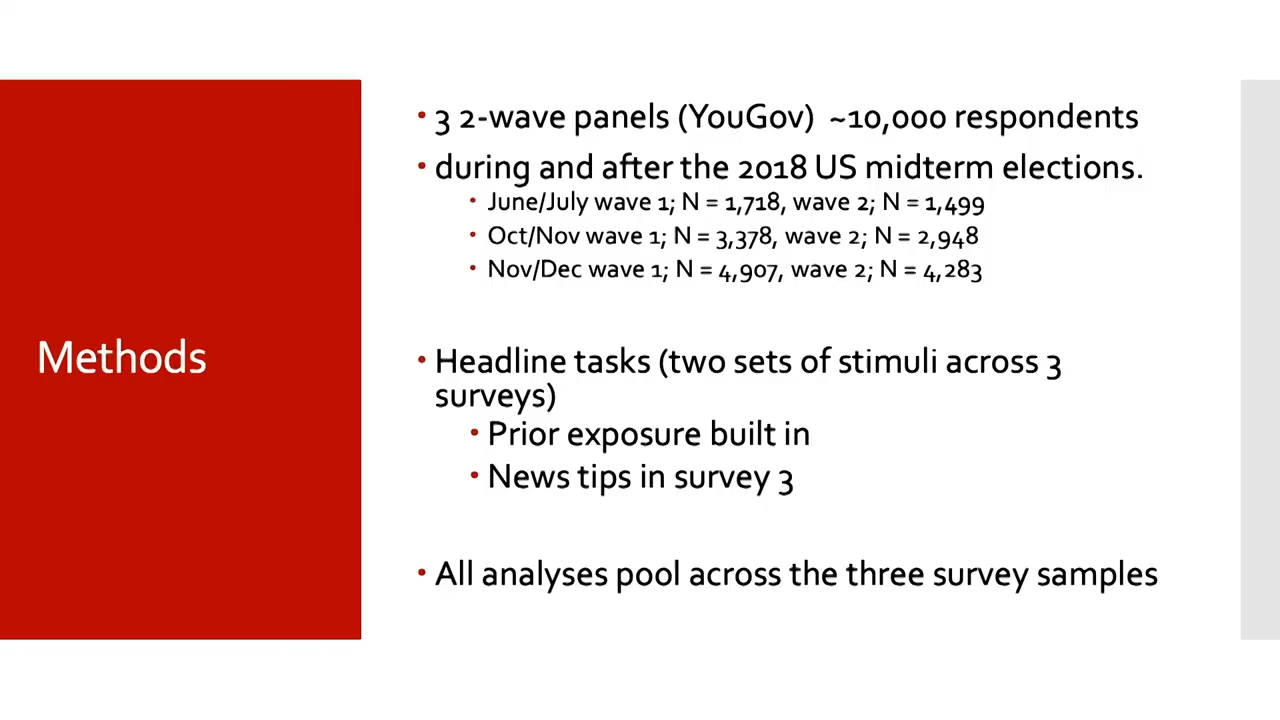 Methods
• 3 2-wave panels (YouGov) ~10,000 respondents
• during and after the 2018 US midterm elections.
• June/July wave 1; N = 1,718, wave 2; N = 1,499
• Oct/Nov wave 1; N = 3,378, wave 2; N = 2,948
• Nov/Dec wave 1; N = 4,907, wave 2; N = 4,283
• Headline tasks (two sets of stimuli across 3
surveys)
• Prior exposure built in
• News tips in survey 3
• All analyses pool across the three survey samples